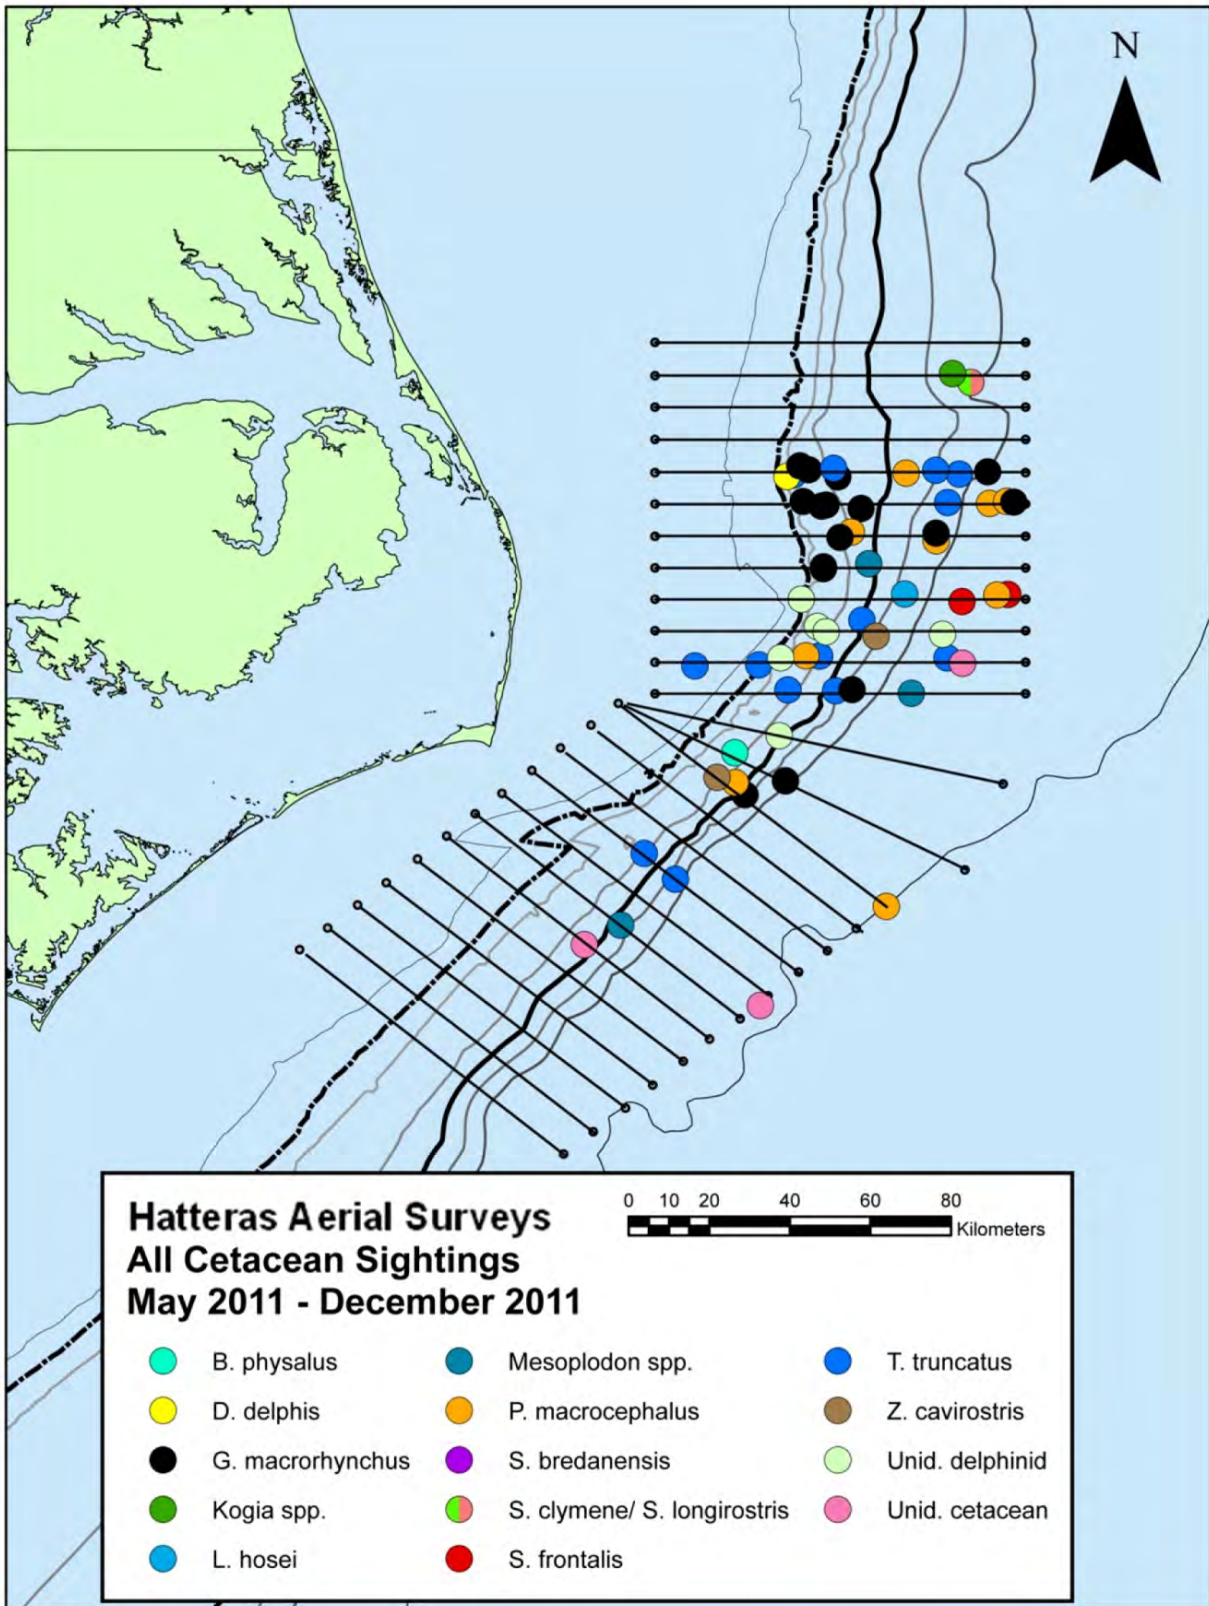 N
Hatteras Aerial Surveys
All Cetacean Sightings
May 2011 - December 2011
0 10 20 40 60 80
Kilometers
B. physalus
D. delphis
G. macrorhynchus
Kogia spp.
L. hosei
Mesoplodon spp.
P. macrocephalus
S. bredanensis
S. clymene/ S. longirostris
S. frontalis
T. truncatus
Z. cavirostris
Unid. delphinid
Unid. cetacean